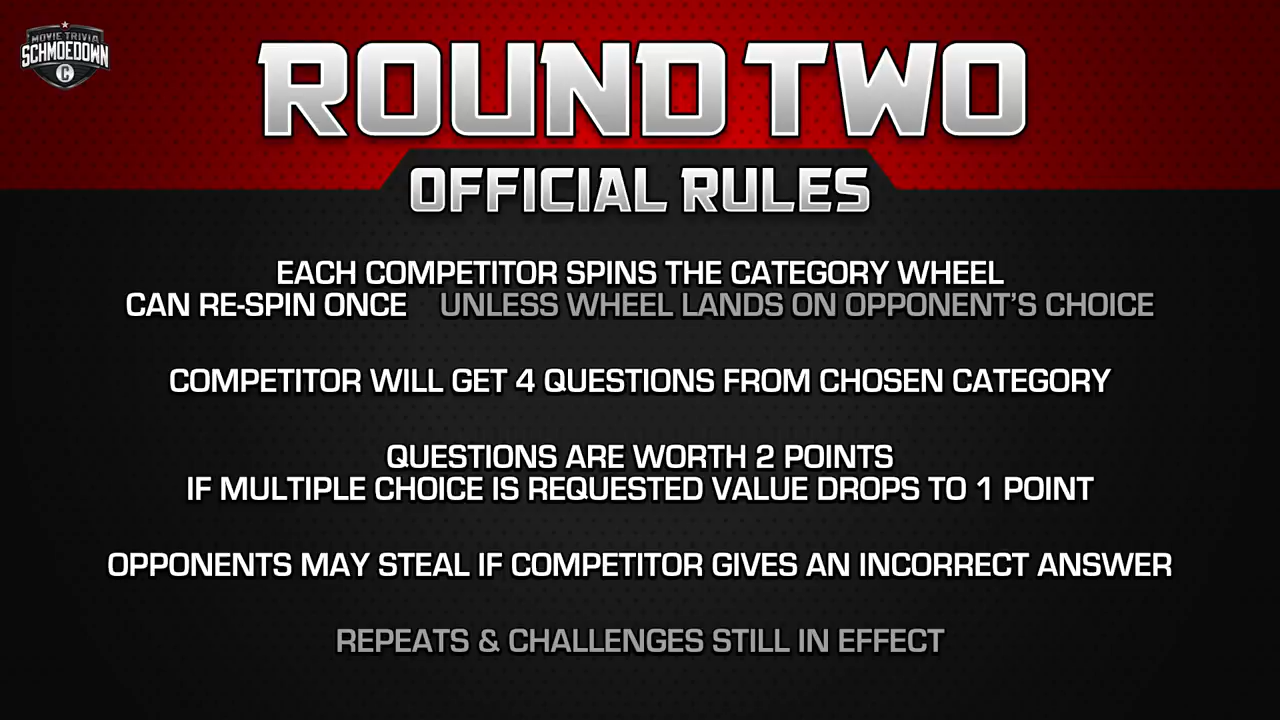 MOVIE TRIVIA
SCHMOEDOWN
C
ROUND TWO
OFFICIAL RULES
EACH COMPETITOR SPINS THE CATEGORY WHEEL
CAN RE-SPIN ONCE UNLESS WHEEL LANDS ON OPPONENT'S CHOICE
COMPETITOR WILL GET 4 QUESTIONS FROM CHOSEN CATEGORY
QUESTIONS ARE WORTH 2 POINTS
IF MULTIPLE CHOICE IS REQUESTED VALUE DROPS TO 1 POINT
OPPONENTS MAY STEAL IF COMPETITOR GIVES AN INCORRECT ANSWER
REPEATS & CHALLENGES STILL IN EFFECT